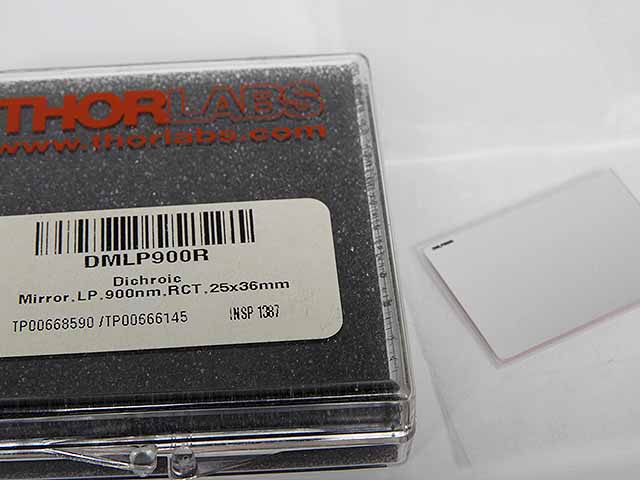 THORLABS
www.thorlabs.com
DMLP900R
Dichroic
Mirror.LP.900nm.RCT.25x36mm
TP00668590 /TP00666145 INSP 1387